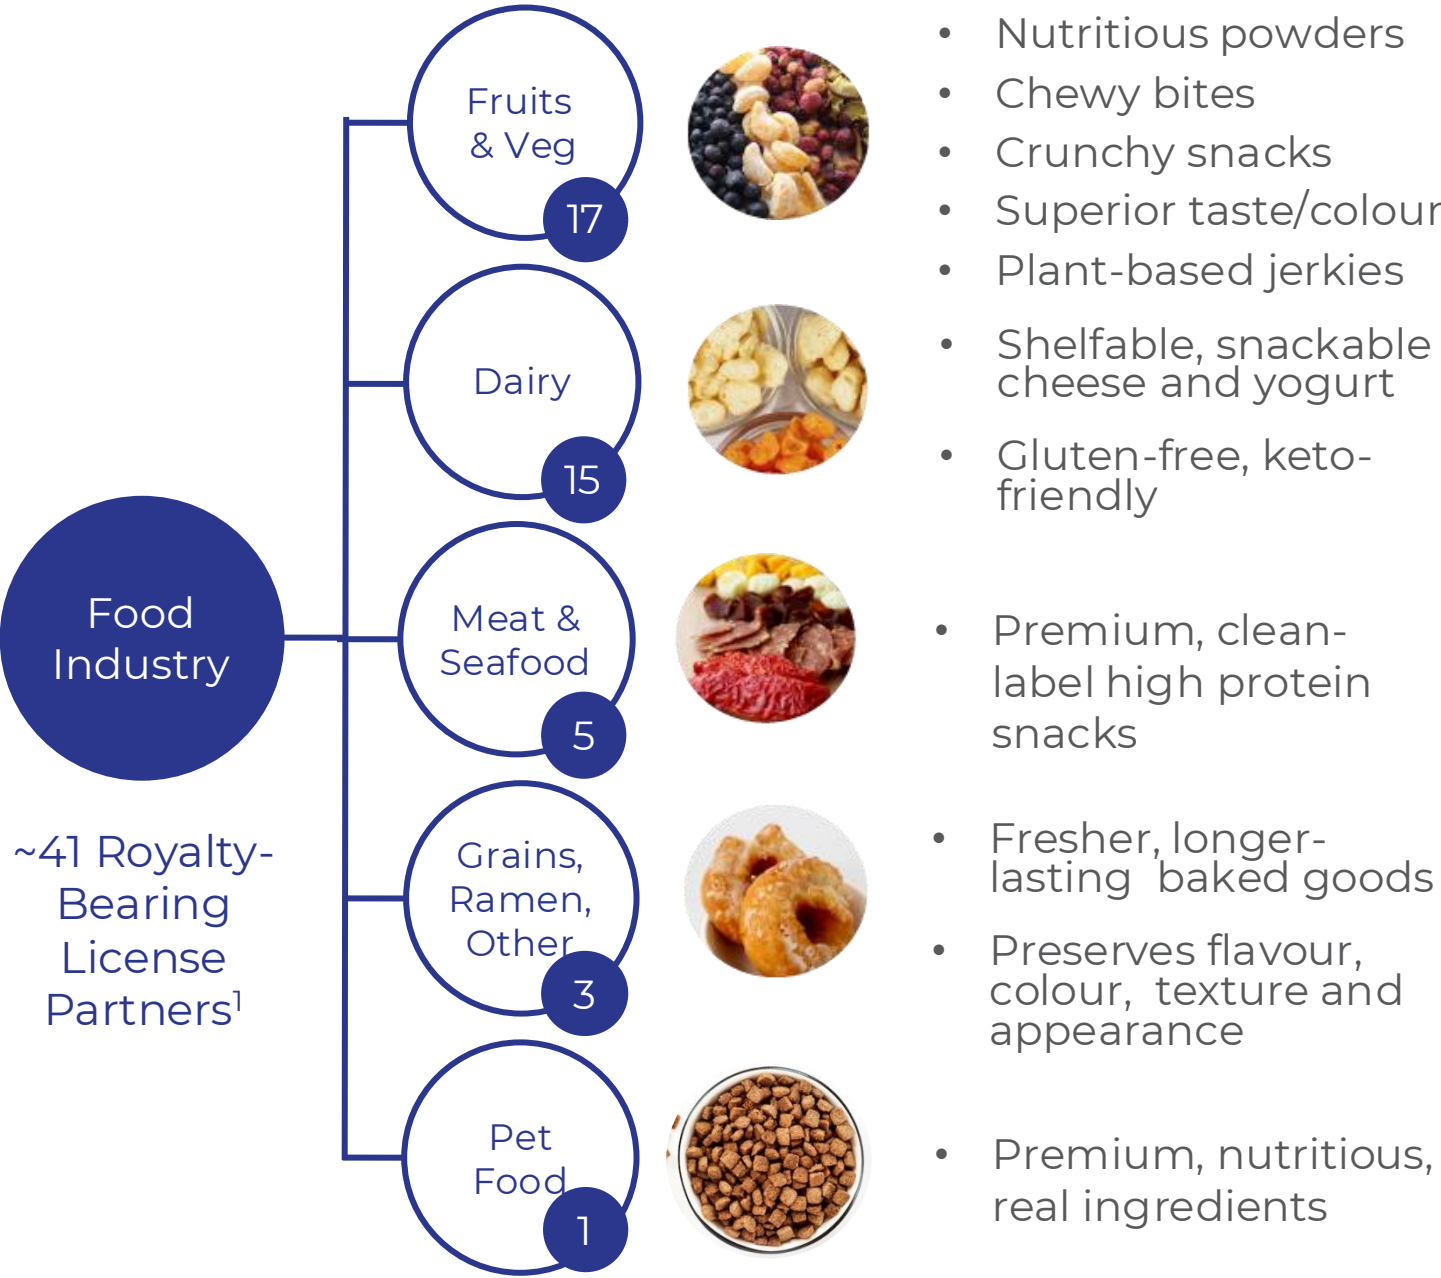 Food
Industry
~41 Royalty-
Bearing
License
Partners¹
Fruits
& Veg
17
• Nutritious powders
• Chewy bites
• Crunchy snacks
• Superior taste/colour
• Plant-based jerkies
Dairy
15
• Shelfable, snackable
cheese and yogurt
• Gluten-free, keto-
friendly
Meat &
Seafood
5
• Premium, clean-
label high protein
snacks
Grains,
Ramen,
Other
3
• Fresher, longer-
lasting baked goods
• Preserves flavour,
colour, texture and
appearance
Pet
Food
1
• Premium, nutritious,
real ingredients